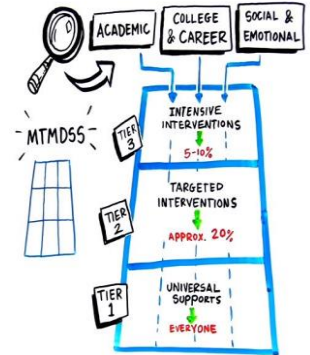 ACADEMIC
COLLEGE
& CAREER
SOCIAL &
EMOTIONAL
MTMDSS
TIER
3
INTENSIVE
INTERVENTIONS
5-10%
TIER
2
TARGETED
INTERVENTIONS
APPROX. 20%
TIER
1
UNIVERSAL
SUPPORTS
EVERYONE